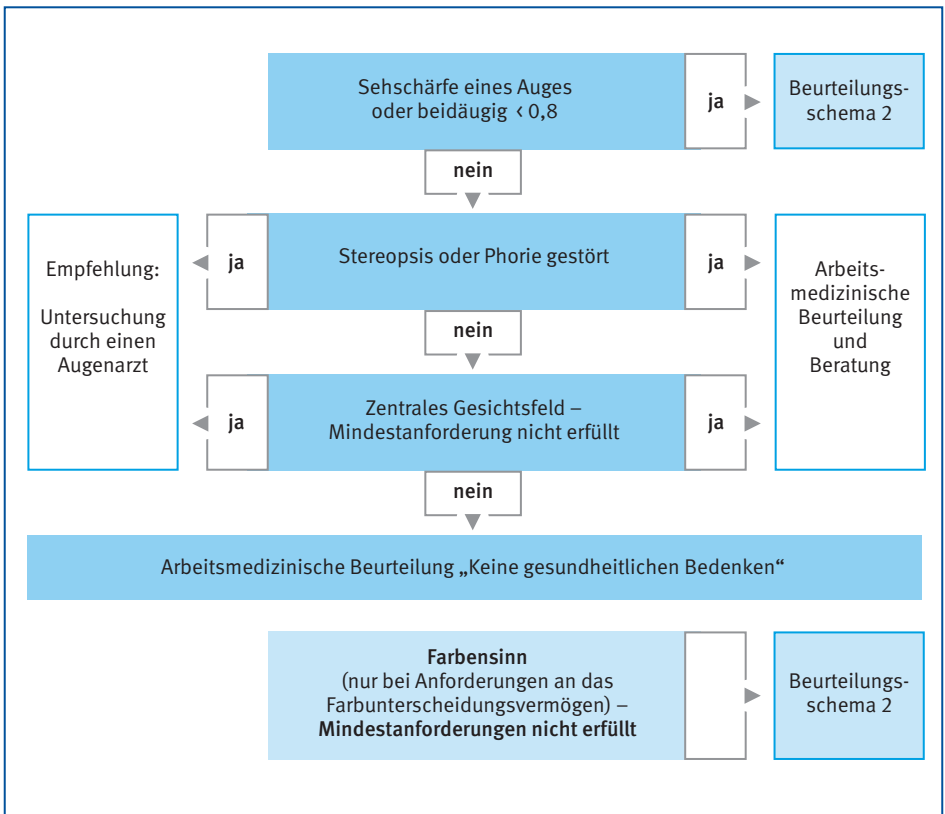 Sehschärfe eines Auges
oder beidäugig < 0,8
ja
Beurteilungs-
schema 2
nein
Empfehlung:
Untersuchung
durch einen
Augenarzt
ja
Stereopsis oder Phorie gestört
ja
Arbeits-
medizinische
Beurteilung
und
Beratung
nein
ja
Zentrales Gesichtsfeld –
Mindestanforderung nicht erfüllt
ja
nein
Arbeitsmedizinische Beurteilung „Keine gesundheitlichen Bedenken“
Farbensinn
(nur bei Anforderungen an das
Farbunterscheidungsvermögen) –
Mindestanforderungen nicht erfüllt
Beurteilungs-
schema 2